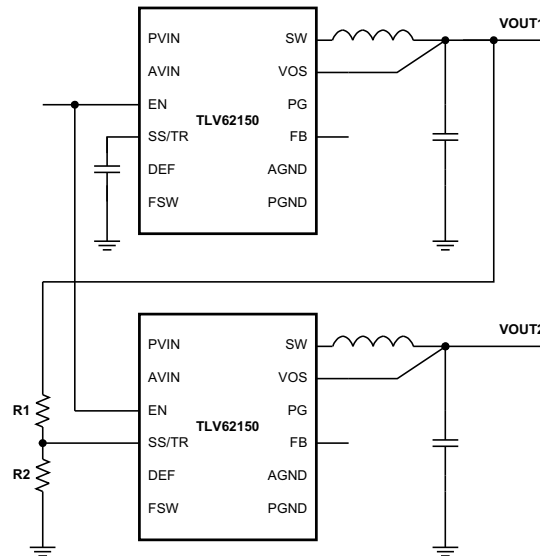 VOUT1
PVIN SW
AVIN VOS
EN PG
TLV62150
SS/TR FB
DEF AGND
FSW PGND
VOUT2
PVIN SW
AVIN VOS
R1
EN PG
TLV62150
SS/TR FB
R2
DEF AGND
FSW PGND